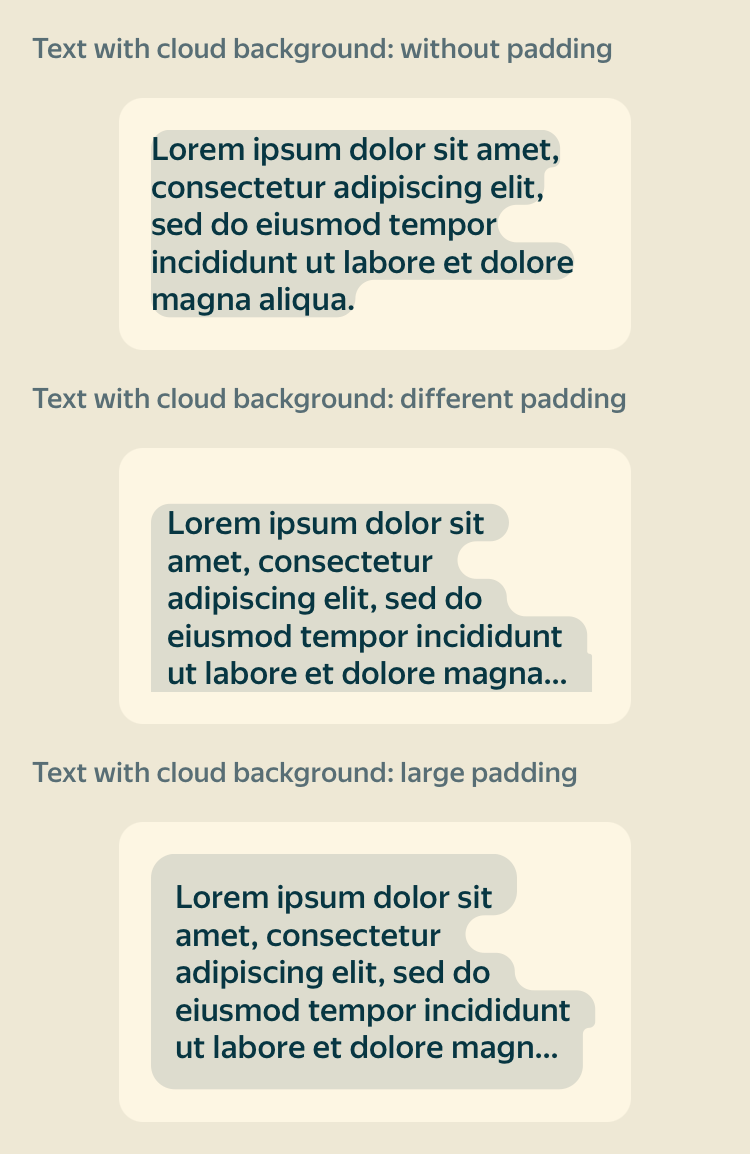 Text with cloud background: without padding
Lorem ipsum dolor sit amet,
consectetur adipiscing elit,
sed do eiusmod tempor
incididunt ut labore et dolore
magna aliqua.
Text with cloud background: different padding
Lorem ipsum dolor sit
amet, consectetur
adipiscing elit, sed do
eiusmod tempor incididunt
ut labore et dolore magna...
Text with cloud background: large padding
Lorem ipsum dolor sit
amet, consectetur
adipiscing elit, sed do
eiusmod tempor incididunt
ut labore et dolore magn...